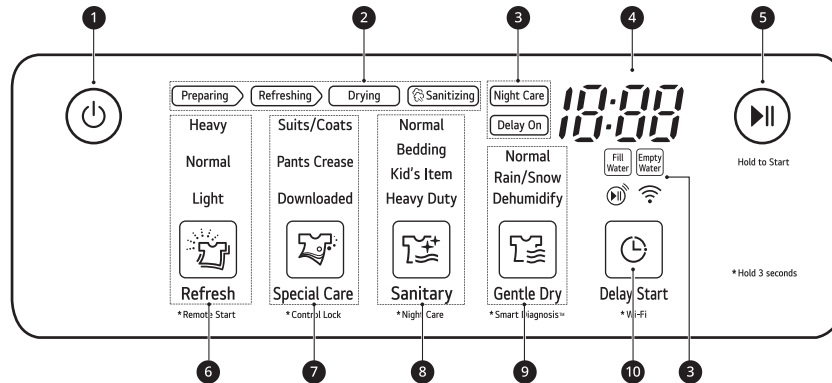 1
2
3
4
5
Preparing
Refreshing
Drying
Sanitizing
Night Care
Delay On
18:88
Heavy
Normal
Light
Suits/Coats
Pants Crease
Downloaded
Normal
Bedding
Kid's Item
Heavy Duty
Normal
Rain/Snow
Dehumidify
Fill
Water
Empty
Water
Hold to Start
Refresh
*Remote Start
Special Care
*Control Lock
Sanitary
*Night Care
Gentle Dry
*Smart Diagnosis™
Delay Start
*Wi-Fi
*Hold 3 seconds
6
7
8
9
10
3